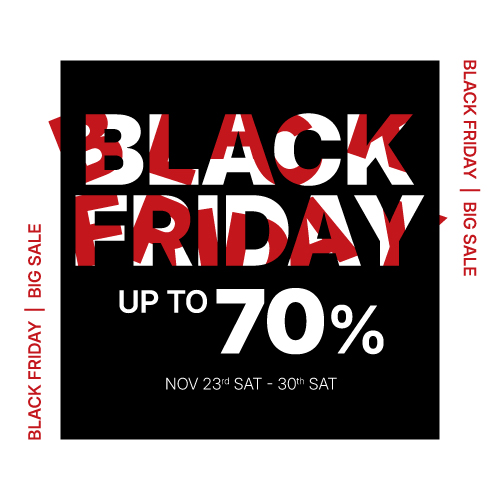 BLACK
FRIDAY
UP TO 70%
NOV 23rd SAT - 30th SAT
BLACK FRIDAY | BIG SALE
BLACK FRIDAY | BIG SALE